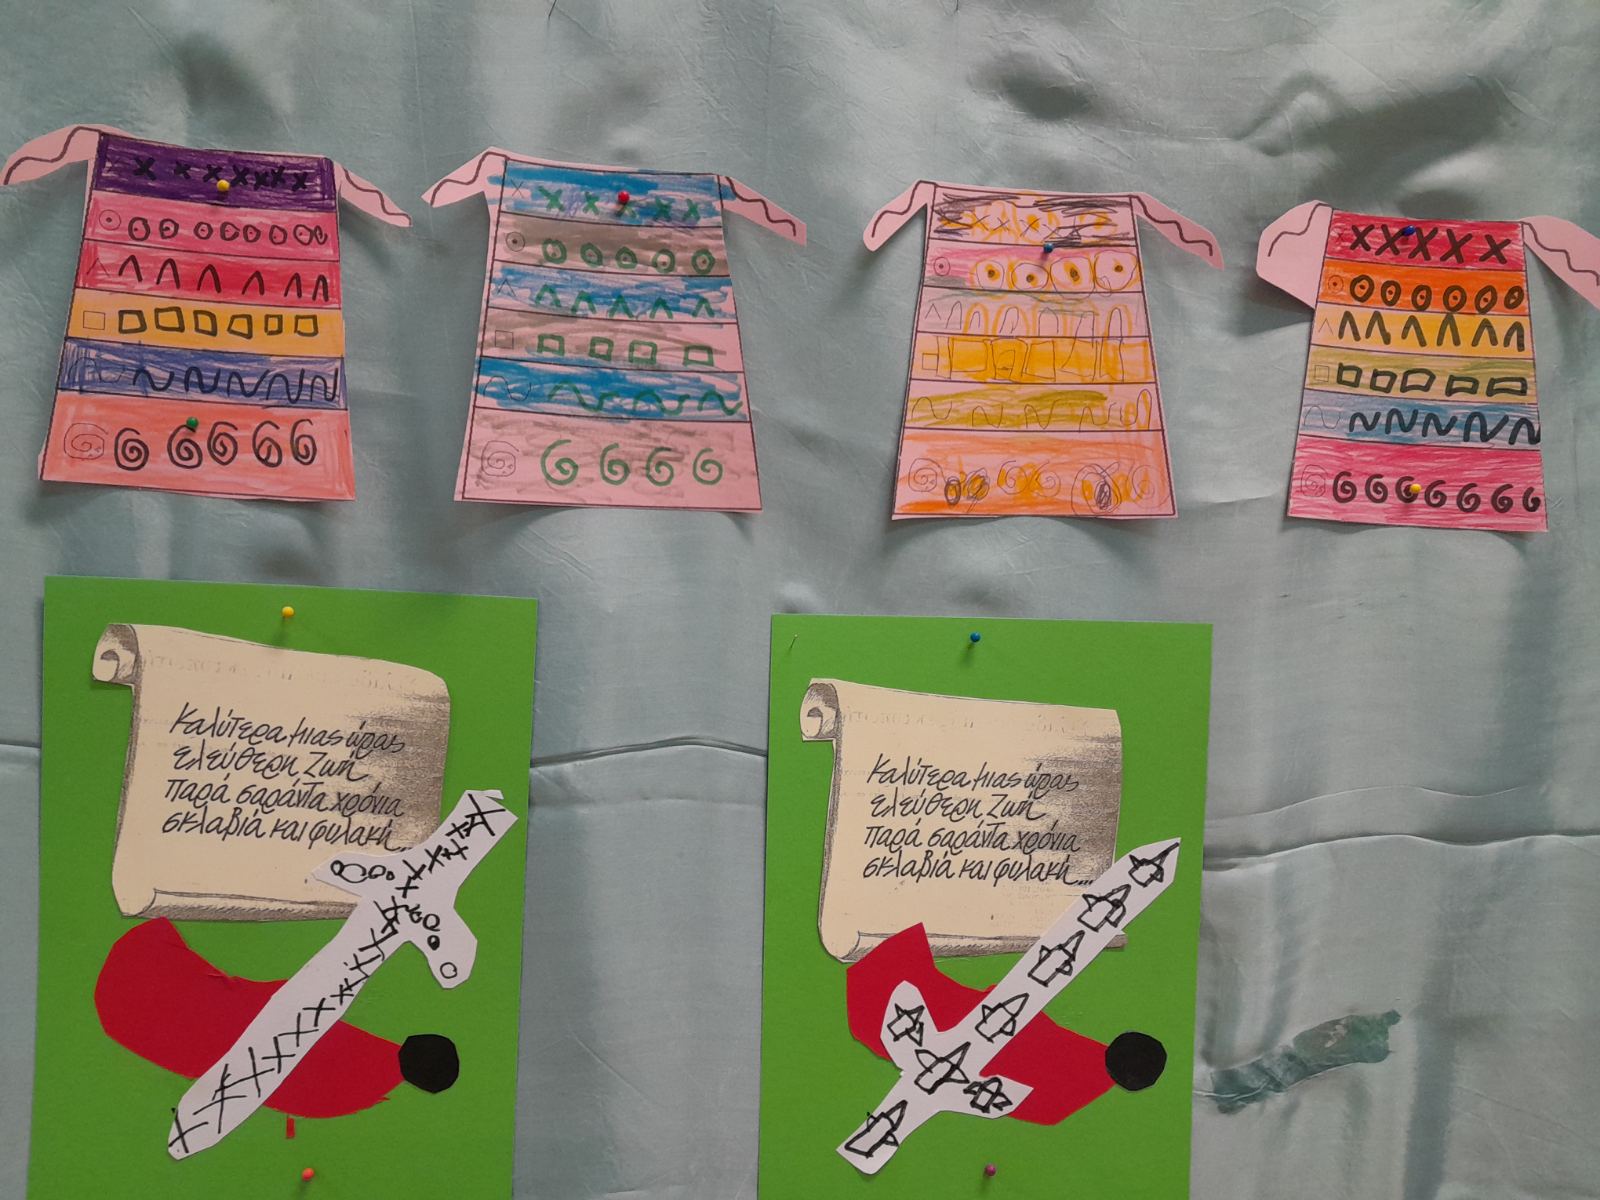 Καλύτερα μιας ώρας
ελεύθερη Ζωή
παρά σαράντα χρόνια
σκλαβιά και φυλακή...
Καλύτερα μιας ώρας
ελεύθερη Ζωή
παρά σαράντα χρόνια
σκλαβιά και φυλακή...